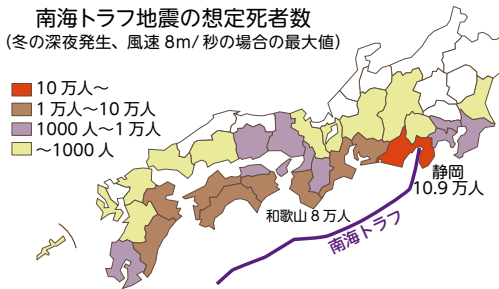 南海トラフ地震の想定死者数
(冬の深夜発生、風速 8m/ 秒の場合の最大値)
10 万人〜
1 万人〜10 万人
1000 人〜1 万人
〜1000 人
静岡
10.9 万人
和歌山 8 万人
南海トラフ